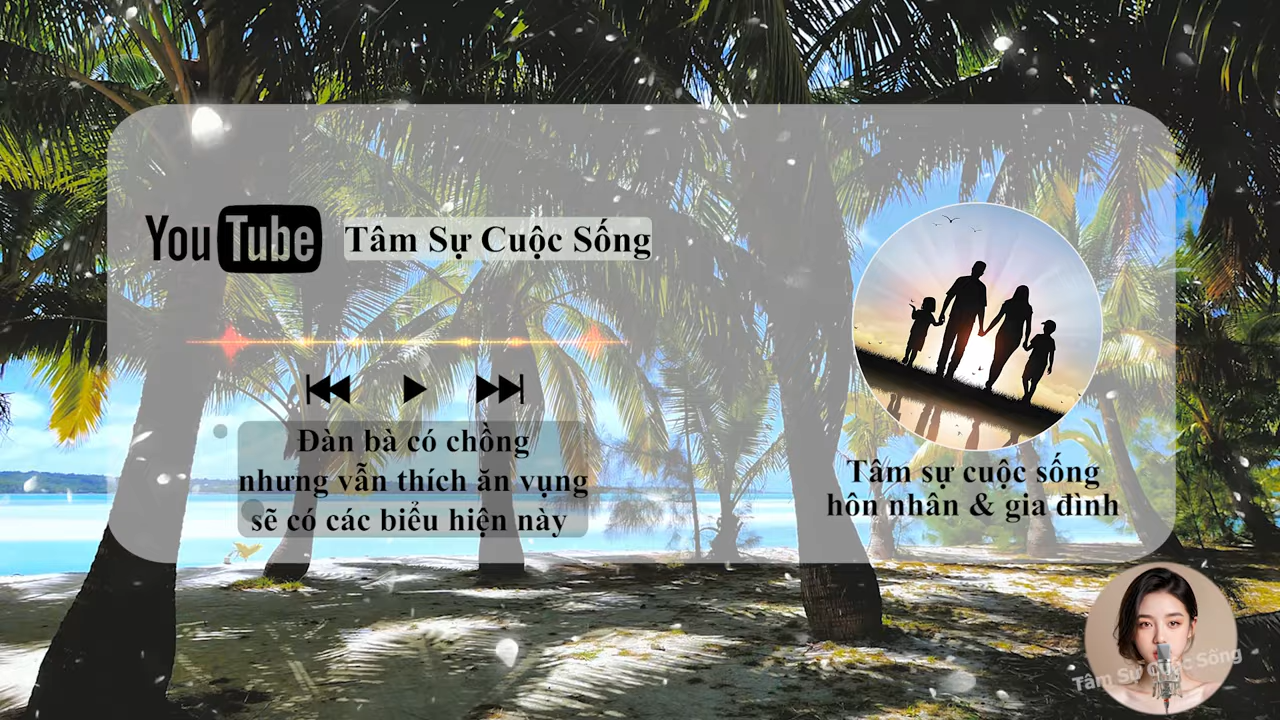 YouTube
Tâm Sự Cuộc Sống
Đàn bà có chồng
nhưng vẫn thích ăn vụng
sẽ có các biểu hiện này
Tâm sự cuộc sống
hôn nhân & gia đình
Tâm Sự Cuộc Sống